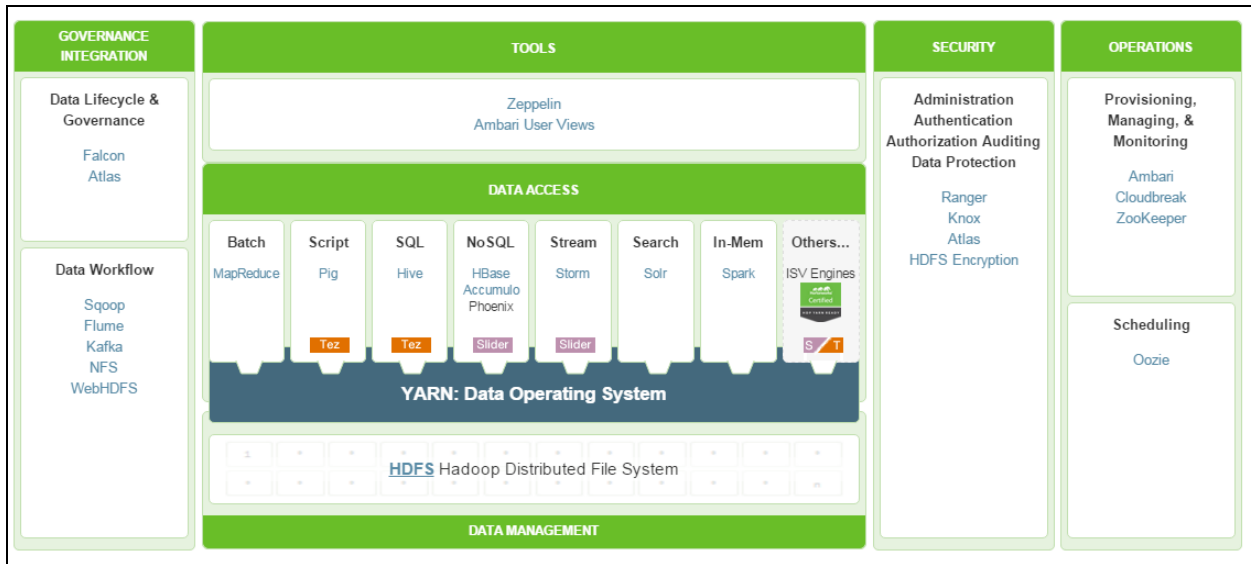 GOVERNANCE
INTEGRATION
Data Lifecycle &
Governance
Falcon
Atlas
Data Workflow
Sqoop
Flume
Kafka
NFS
WebHDFS
TOOLS
Zeppelin
Ambari User Views
DATA ACCESS
Batch
MapReduce
Script
Pig
Tez
SQL
Hive
Tez
NoSQL
HBase
Accumulo
Phoenix
Slider
Stream
Storm
Slider
Search
Solr
In-Mem
Spark
Others...
ISV Engines
Certified
S T
YARN: Data Operating System
1
HDFS Hadoop Distributed File System
n
DATA MANAGEMENT
SECURITY
Administration
Authentication
Authorization Auditing
Data Protection
Ranger
Knox
Atlas
HDFS Encryption
OPERATIONS
Provisioning,
Managing, &
Monitoring
Ambari
Cloudbreak
ZooKeeper
Scheduling
Oozie